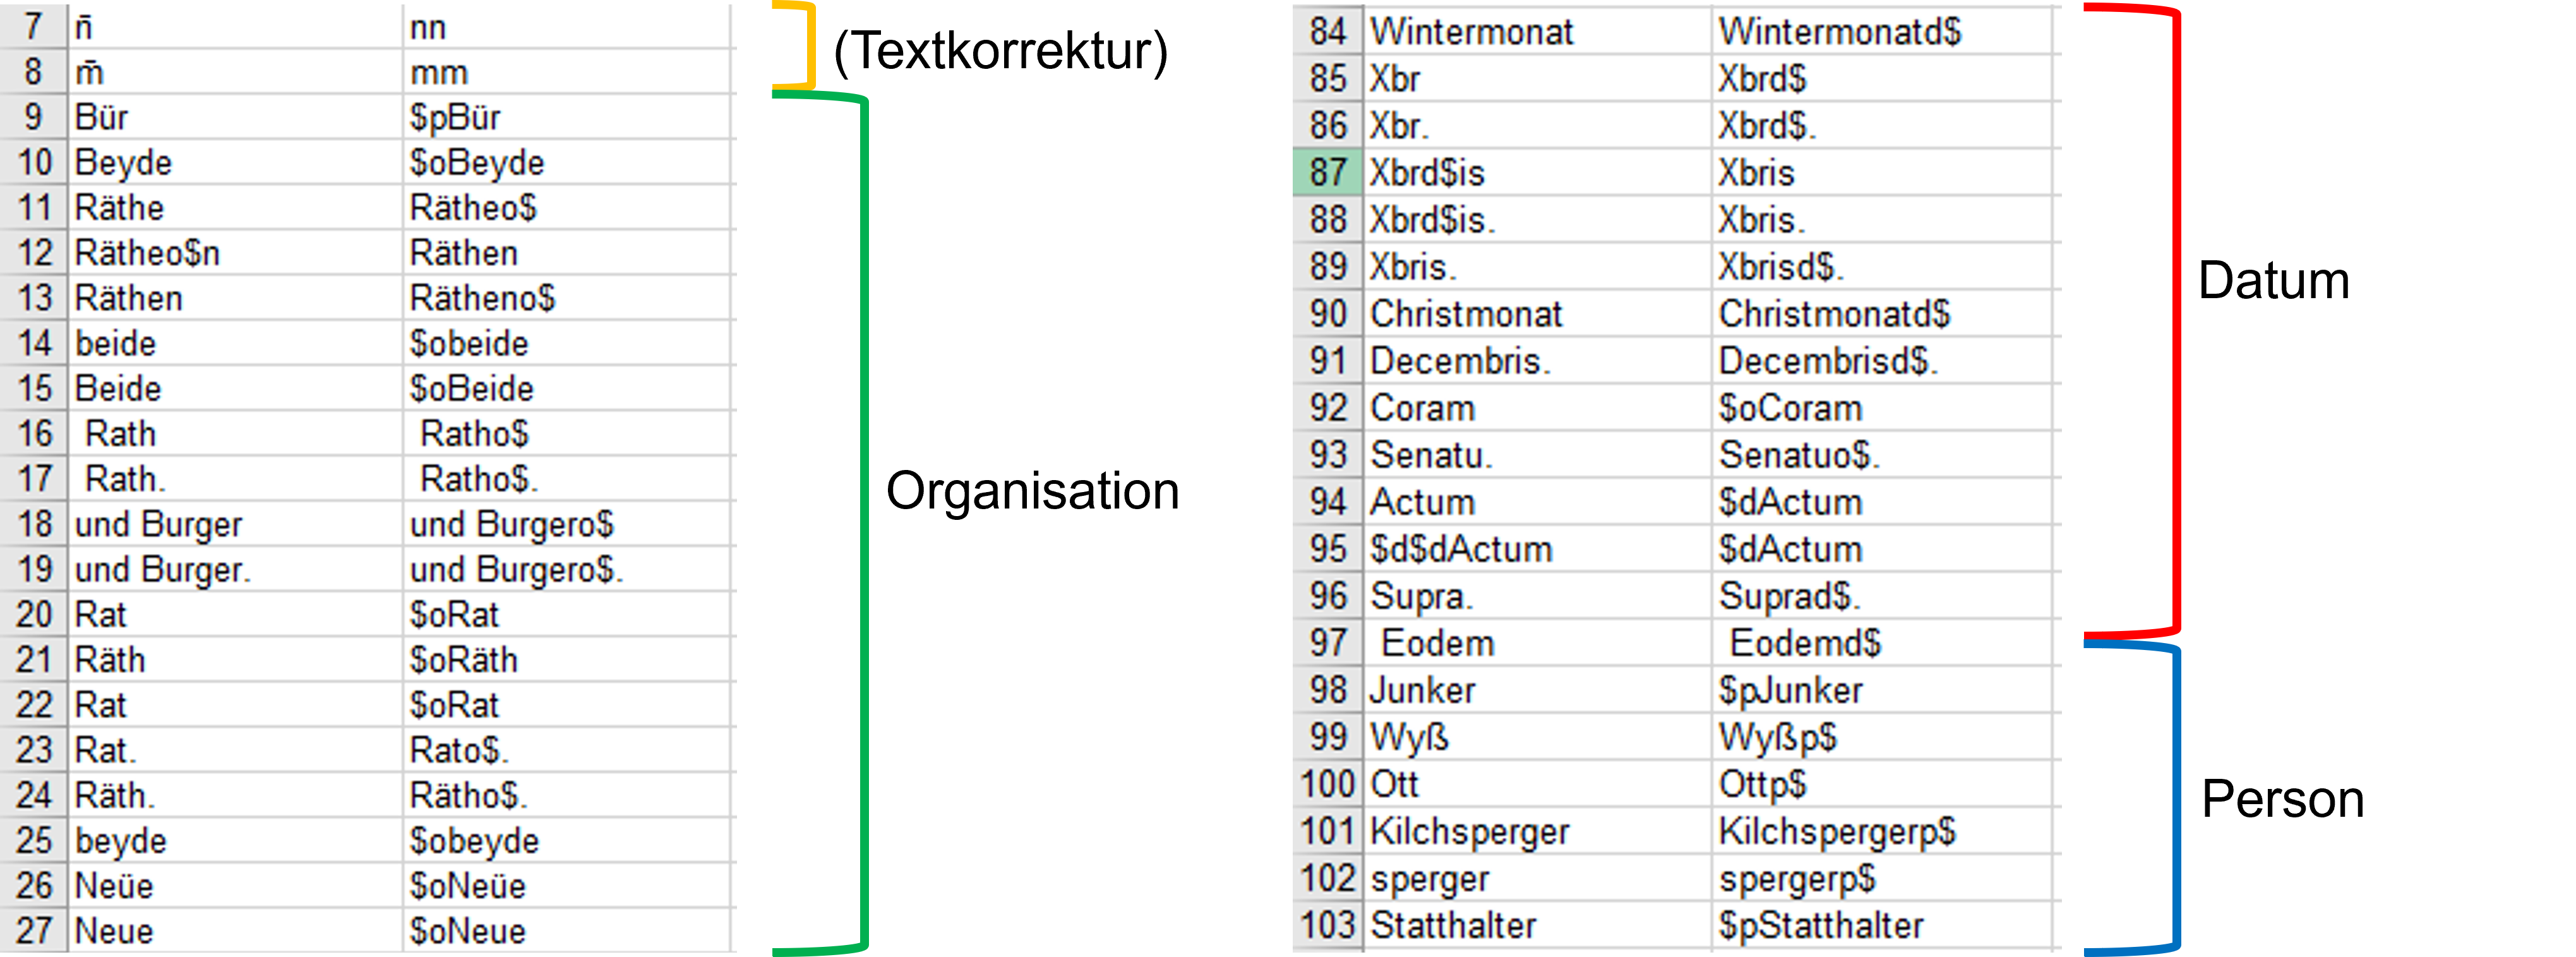 7 n̄ nn
8 m̄ mm
9 Bür $pBür
10 Beyde $oBeyde
11 Räthe Rätheo$
12 Rätheo$n Räthen
13 Räthen Rätheno$
14 beide $obeide
15 Beide $oBeide
16 Rath Ratho$
17 Rath. Ratho$.
18 und Burger und Burgero$
19 und Burger. und Burgero$.
20 Rat $oRat
21 Räth $oRäth
22 Rat $oRat
23 Rat. Rato$.
24 Räth. Rätho$.
25 beyde $obeyde
26 Neüe $oNeüe
27 Neue $oNeue
(Textkorrektur)
Organisation
84 Wintermonat Wintermonatd$
85 Xbr Xbrd$
86 Xbr. Xbrd$.
87 Xbrd$is Xbris
88 Xbrd$is. Xbris.
89 Xbris. Xbrisd$.
90 Christmonat Christmonatd$
91 Decembris. Decembrisd$.
92 Coram $oCoram
93 Senatu. Senatuo$.
94 Actum $dActum
95 $d$dActum $dActum
96 Supra. Suprad$.
97 Eodem Eodemd$
98 Junker $pJunker
99 Wyß Wyßp$
100 Ott Ottp$
101 Kilchsperger Kilchspergerp$
102 sperger spergerp$
103 Statthalter $pStatthalter
Datum
Person